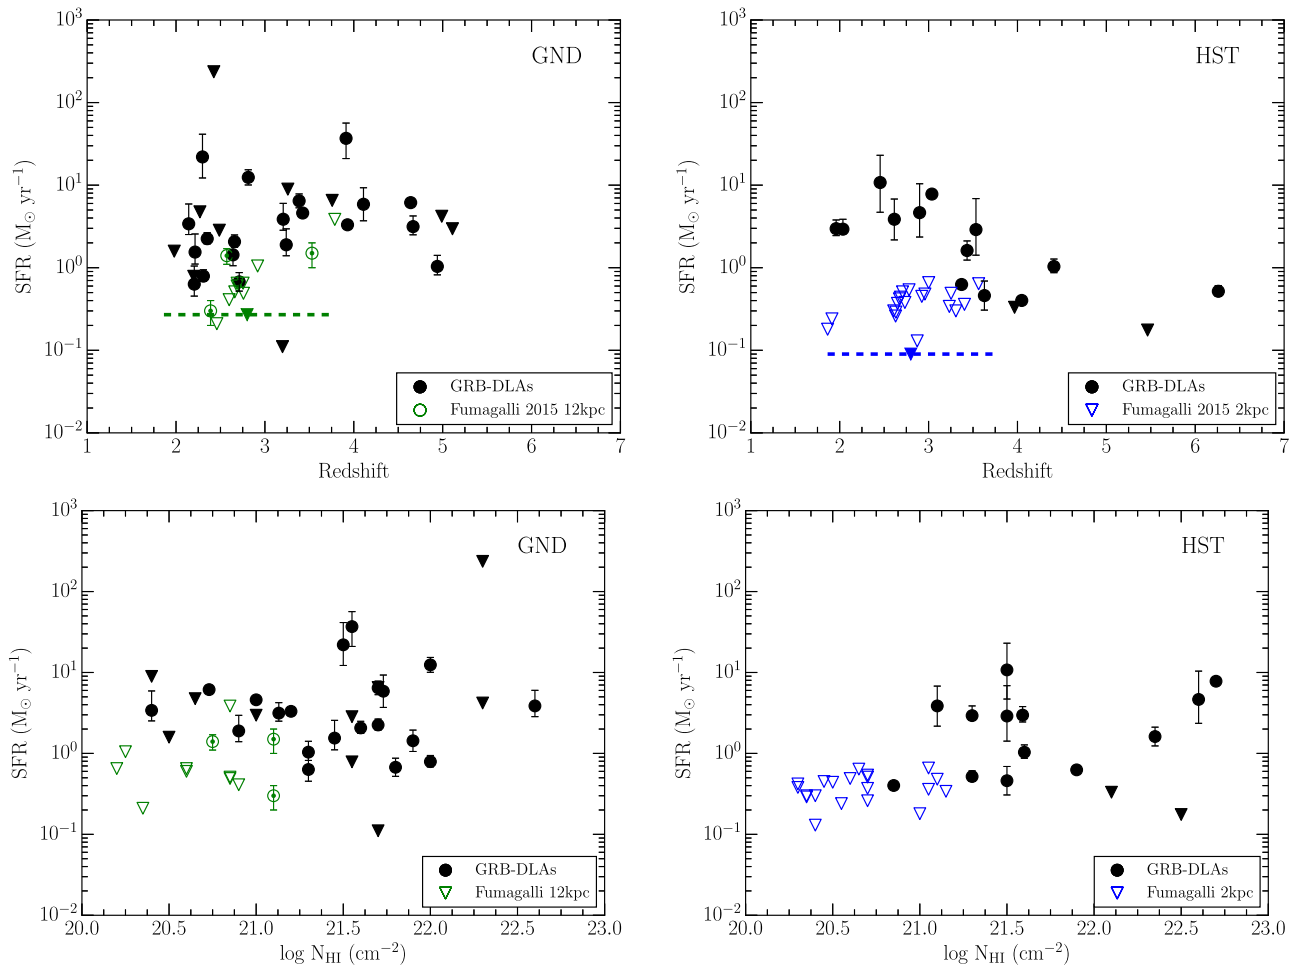 GND
10³
10²
10¹
10⁰
10⁻¹
10⁻²
SFR (M⊙ yr⁻¹)
GRB-DLAs
Fumagalli 2015 12kpc
1 2 3 4 5 6 7
Redshift
HST
10³
10²
10¹
10⁰
10⁻¹
10⁻²
SFR (M⊙ yr⁻¹)
GRB-DLAs
Fumagalli 2015 2kpc
1 2 3 4 5 6 7
Redshift
GND
10³
10²
10¹
10⁰
10⁻¹
10⁻²
SFR (M⊙ yr⁻¹)
GRB-DLAs
Fumagalli 12kpc
20.0 20.5 21.0 21.5 22.0 22.5 23.0
log N_HI (cm⁻²)
HST
10³
10²
10¹
10⁰
10⁻¹
10⁻²
SFR (M⊙ yr⁻¹)
GRB-DLAs
Fumagalli 2kpc
20.0 20.5 21.0 21.5 22.0 22.5 23.0
log N_HI (cm⁻²)